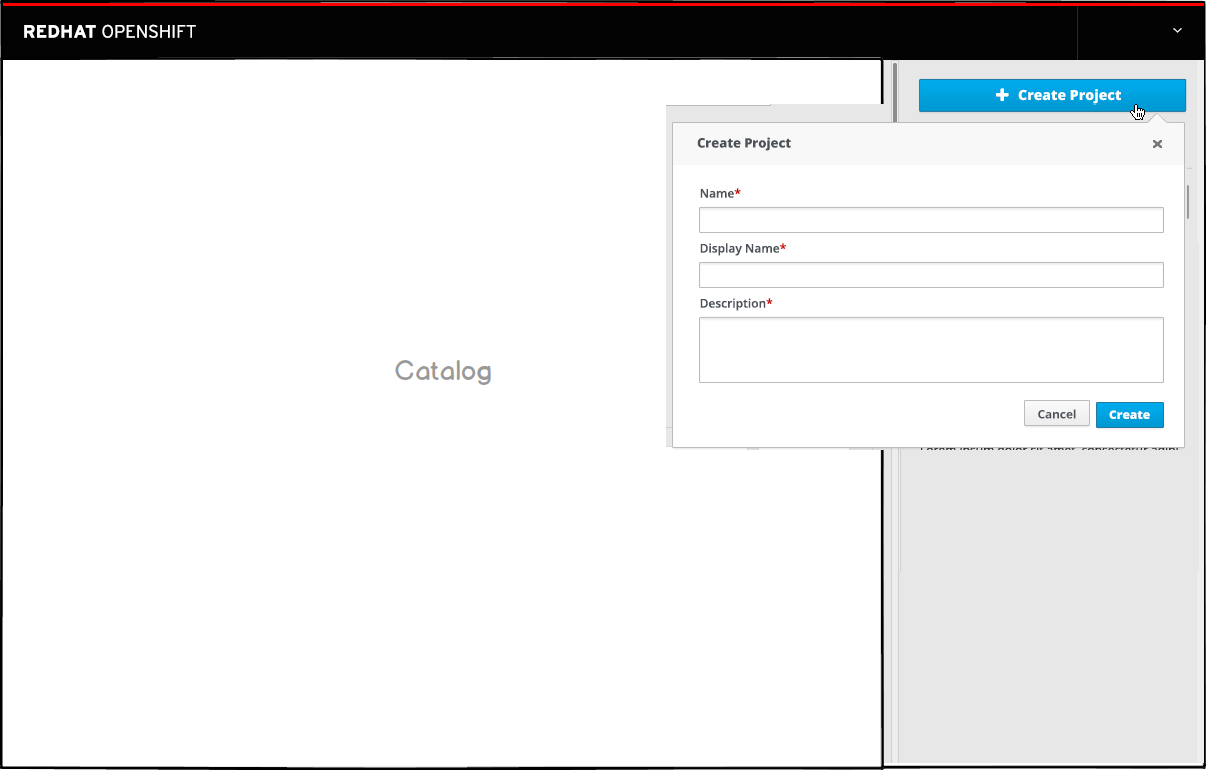 REDHAT OPENSHIFT
+ Create Project
Create Project
Name*
Display Name*
Description*
Catalog
Cancel Create
Lorem ipsum dolor sit amet, consectetur adipi